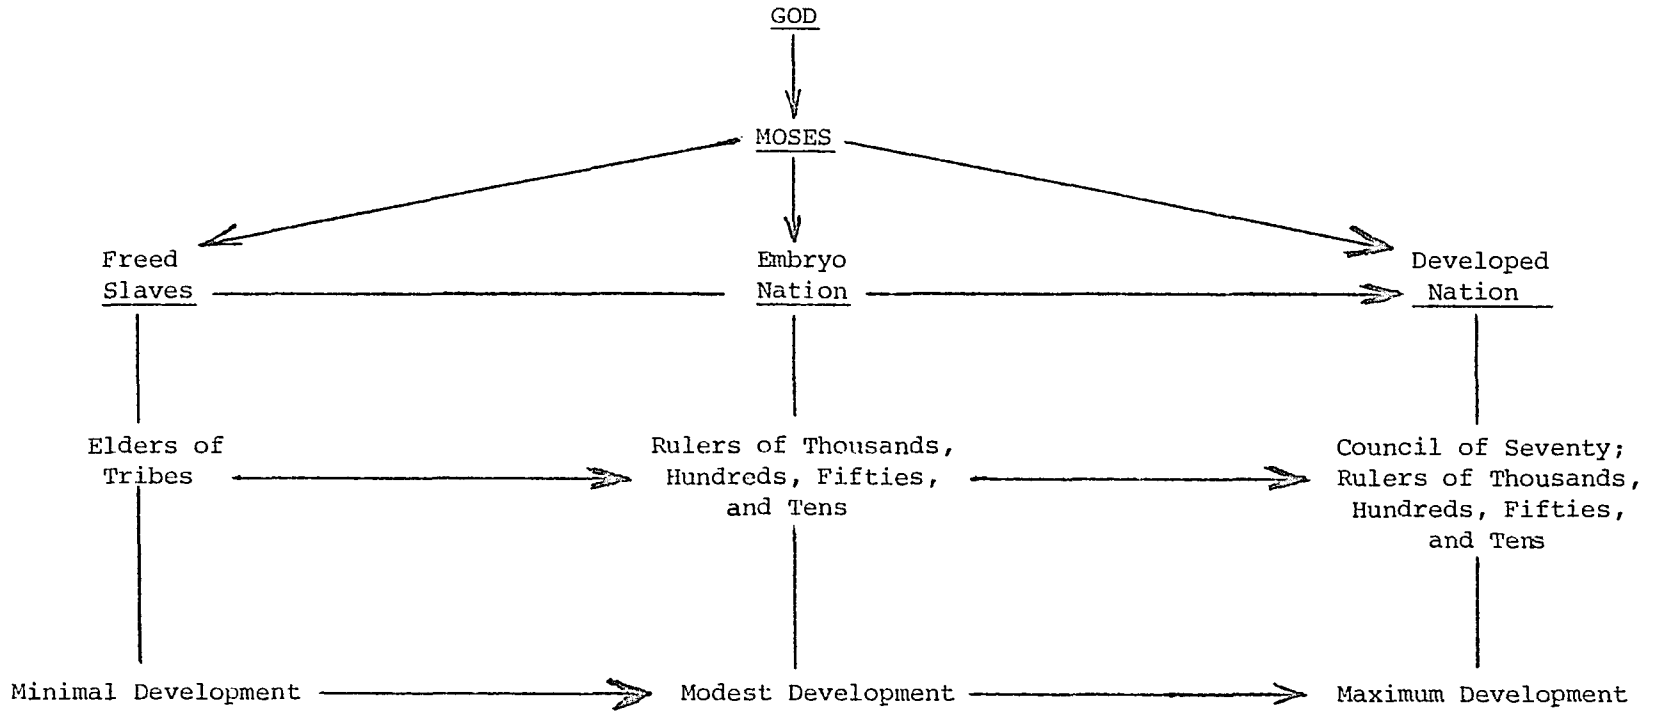 GOD
MOSES
Freed
Slaves
Embryo
Nation
Developed
Nation
Elders of
Tribes
Rulers of Thousands,
Hundreds, Fifties,
and Tens
Council of Seventy;
Rulers of Thousands,
Hundreds, Fifties,
and Tens
Minimal Development
Modest Development
Maximum Development